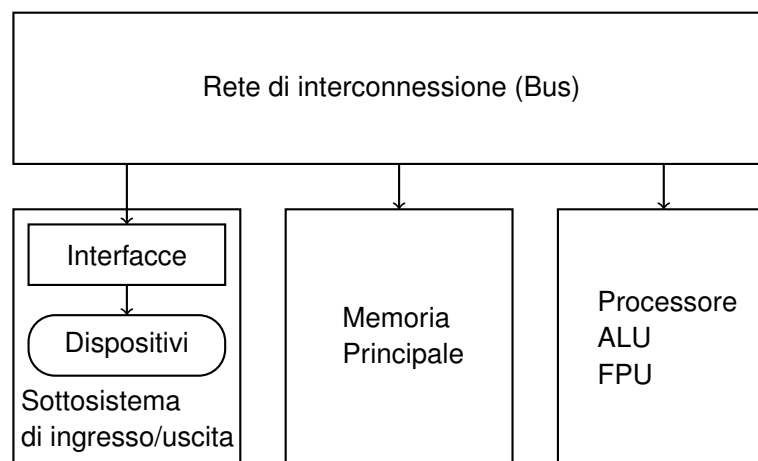 Rete di interconnessione (Bus)
Interfacce
Dispositivi
Sottosistema
di ingresso/uscita
Memoria
Principale
Processore
ALU
FPU